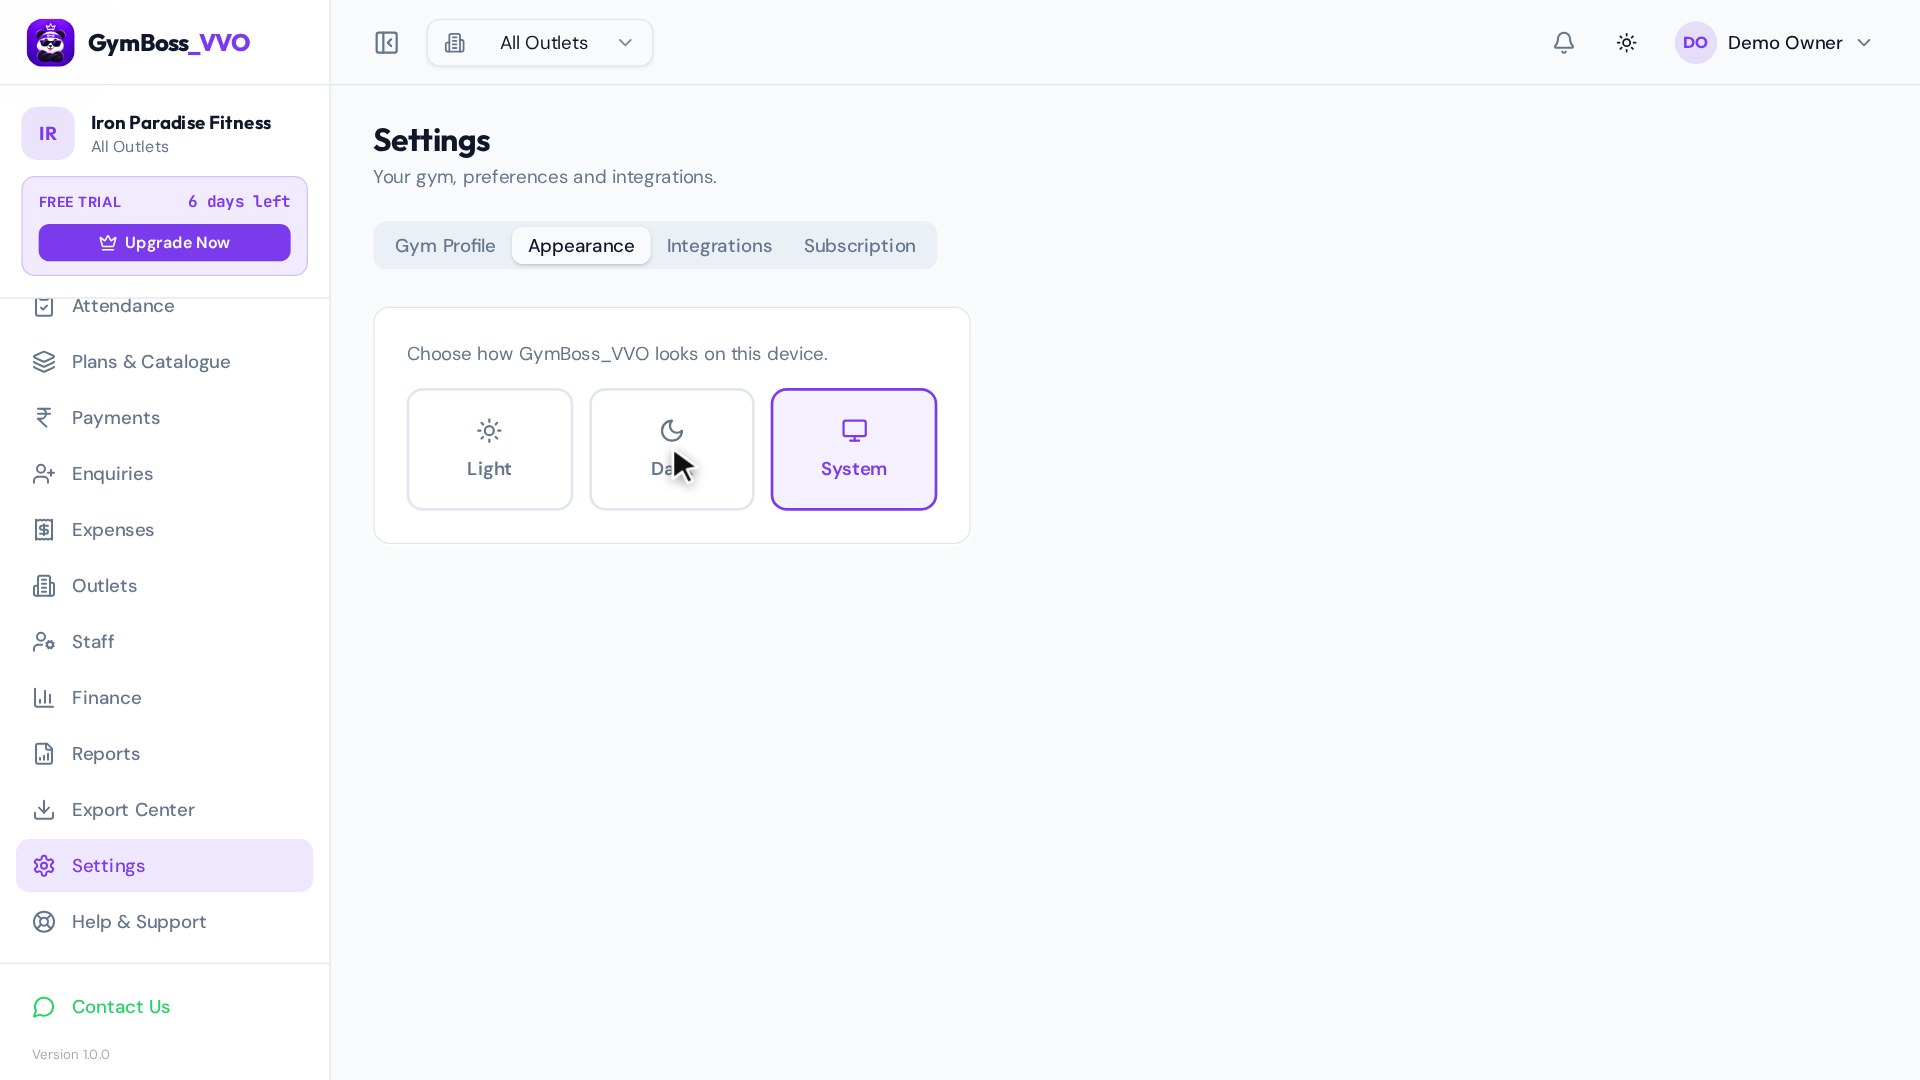 GymBoss_VVO
All Outlets
DO
Demo Owner
IR
Iron Paradise Fitness
All Outlets
FREE TRIAL
6 days left
Upgrade Now
Attendance
Plans & Catalogue
Payments
Enquiries
Expenses
Outlets
Staff
Finance
Reports
Export Center
Settings
Help & Support
Contact Us
Version 1.0.0
Settings
Your gym, preferences and integrations.
Gym Profile
Appearance
Integrations
Subscription
Choose how GymBoss_VVO looks on this device.
Light
System